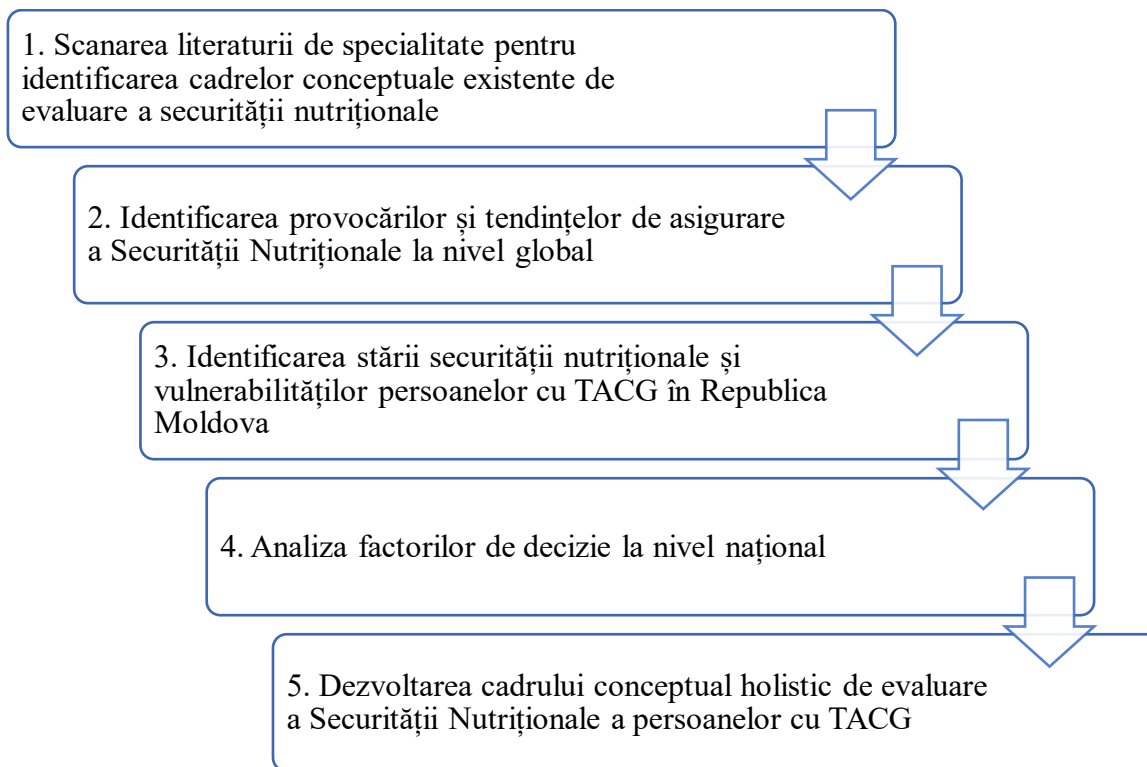 1. Scanarea literaturii de specialitate pentru
identificarea cadrelor conceptuale existente de
evaluare a securității nutriționale
2. Identificarea provocărilor și tendințelor de asigurare
a Securității Nutriționale la nivel global
3. Identificarea stării securității nutriționale și
vulnerabilităților persoanelor cu TACG în Republica
Moldova
4. Analiza factorilor de decizie la nivel național
5. Dezvoltarea cadrului conceptual holistic de evaluare
a Securității Nutriționale a persoanelor cu TACG